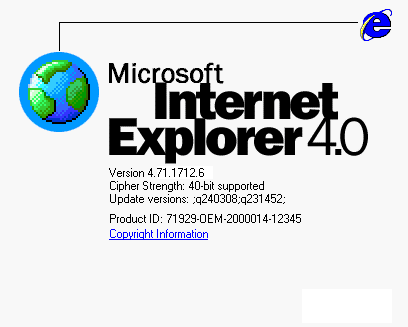 Microsoft
Internet
Explorer 4.0
Version 4.71.1712.6
Cipher Strength: 40-bit supported
Update versions: ;q240308;q231452;
Product ID: 71929-OEM-2000014-12345
Copyright Information